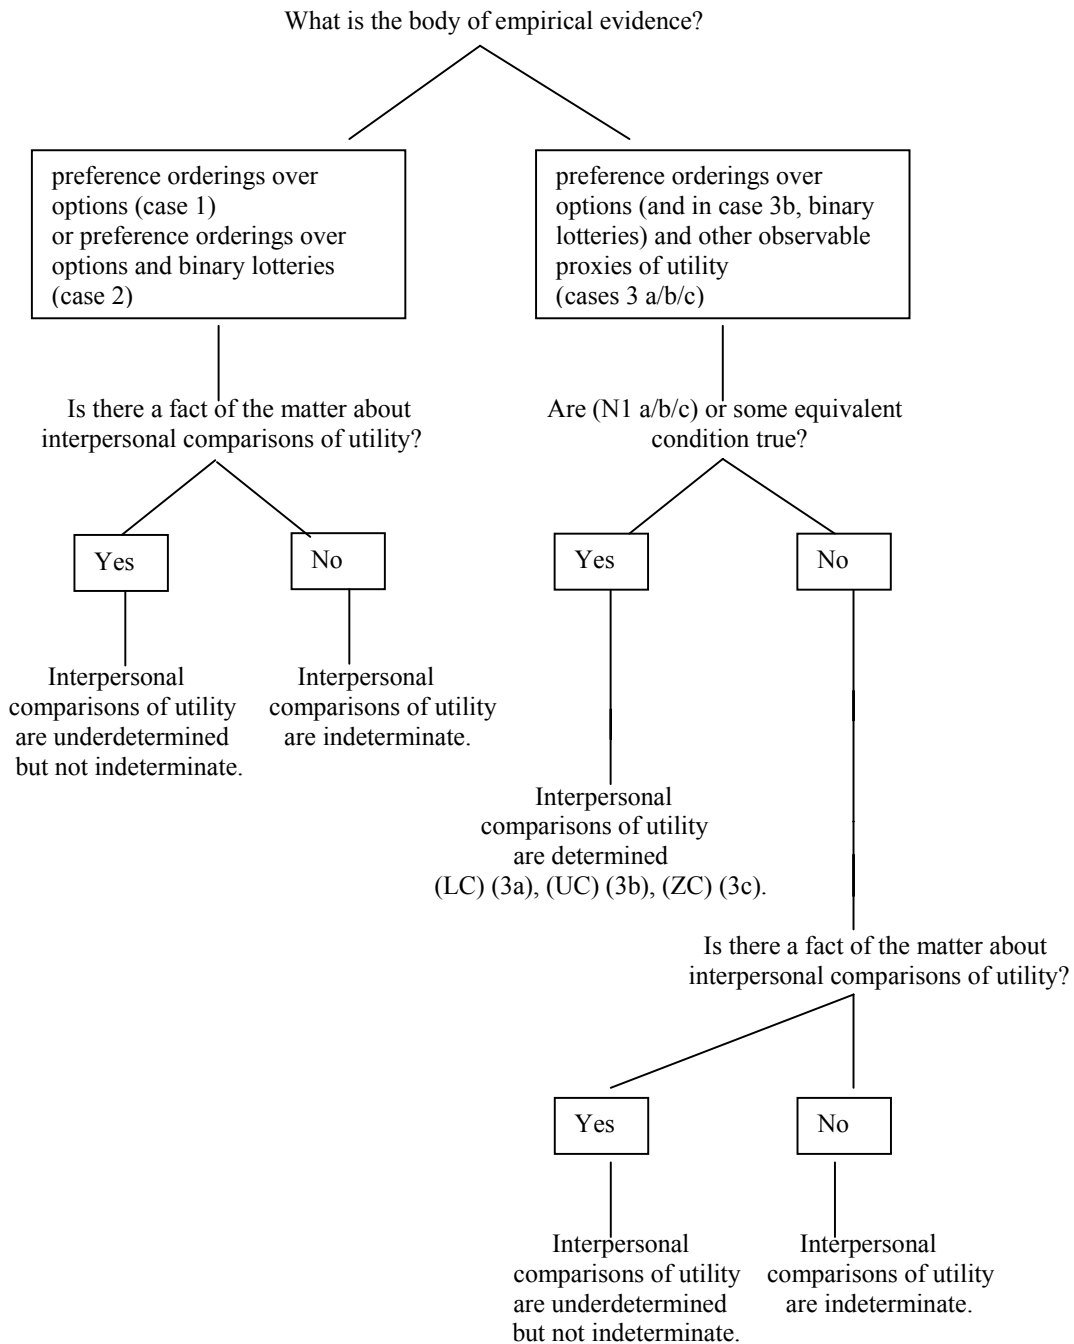 What is the body of empirical evidence?
preference orderings over
options (case 1)
or preference orderings over
options and binary lotteries
(case 2)
preference orderings over
options (and in case 3b, binary
lotteries) and other observable
proxies of utility
(cases 3 a/b/c)
Is there a fact of the matter about
interpersonal comparisons of utility?
Are (N1 a/b/c) or some equivalent
condition true?
Yes
No
Yes
No
Interpersonal
comparisons of utility
are underdetermined
but not indeterminate.
Interpersonal
comparisons of utility
are indeterminate.
Interpersonal
comparisons of utility
are determined
(LC) (3a), (UC) (3b), (ZC) (3c).
Is there a fact of the matter about
interpersonal comparisons of utility?
Yes
No
Interpersonal
comparisons of utility
are underdetermined
but not indeterminate.
Interpersonal
comparisons of utility
are indeterminate.